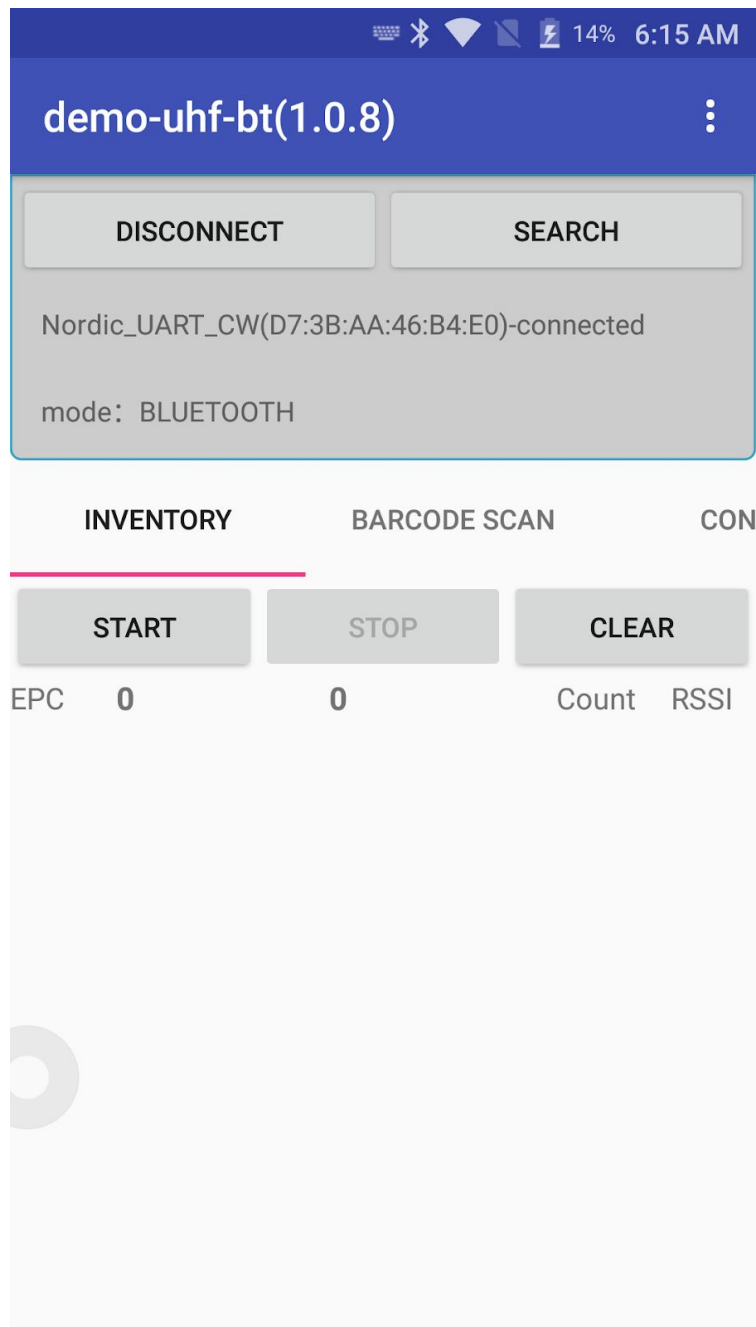 14% 6:15 AM
demo-uhf-bt(1.0.8)
DISCONNECT SEARCH
Nordic_UART_CW(D7:3B:AA:46:B4:E0)-connected
mode：BLUETOOTH
INVENTORY BARCODE SCAN CON
START STOP CLEAR
EPC 0 0 Count RSSI